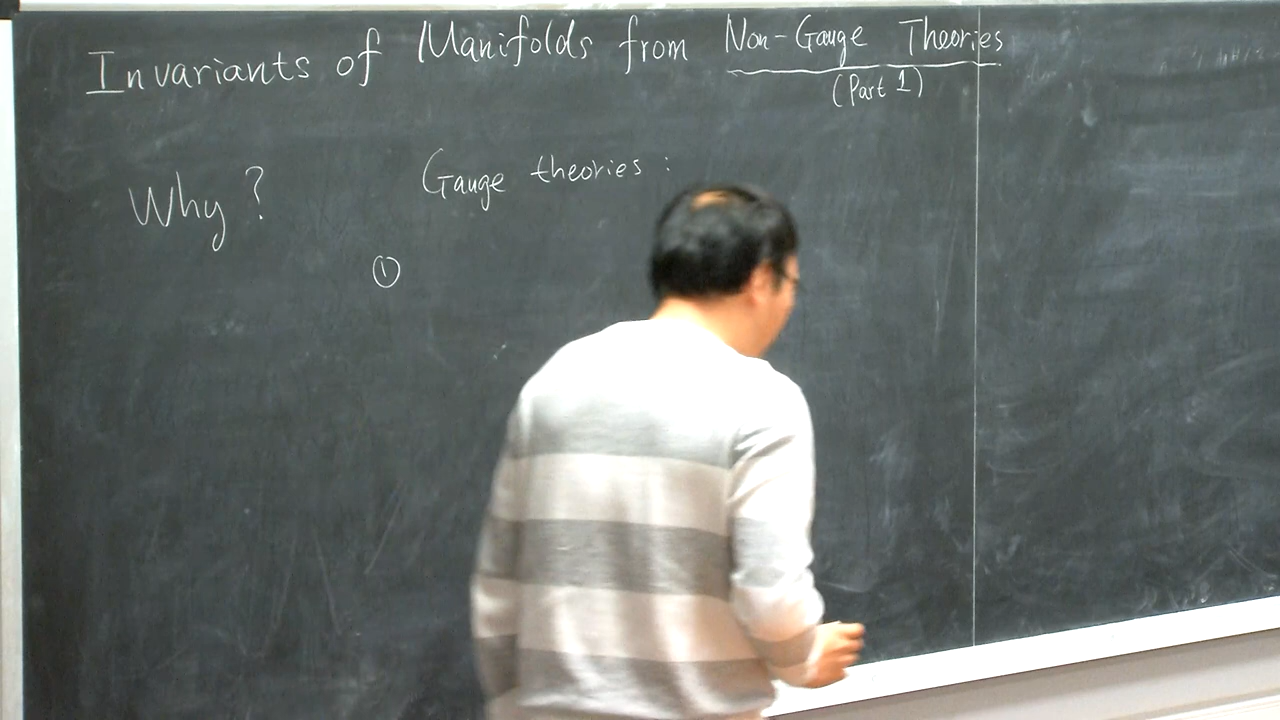 Invariants of Manifolds from Non-Gauge Theories
(Part 1)
Why?
Gauge theories :
①